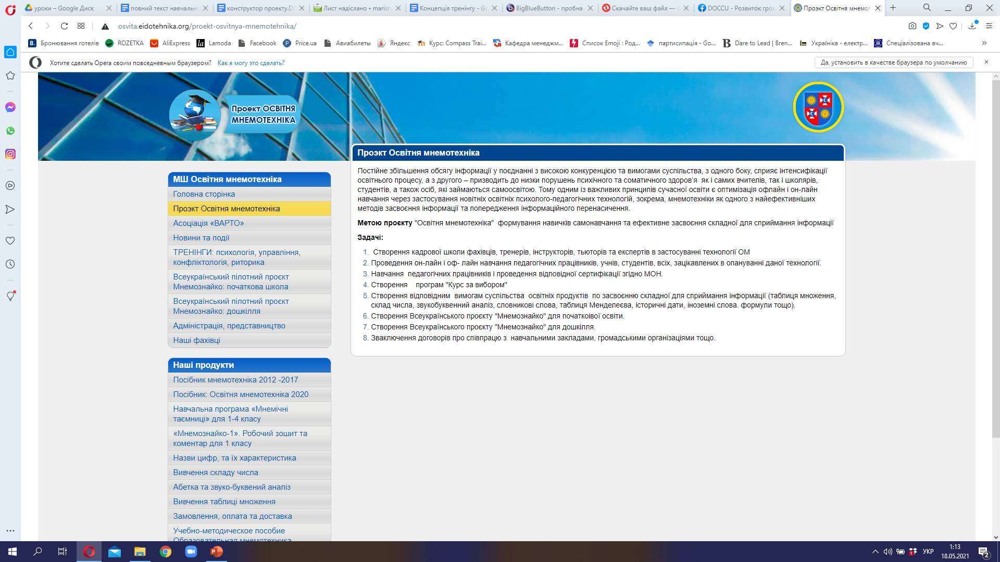 уроки – Google Диск
повний текст навчальн
конструктор проекту.DO
Лист надіслано • marish
Концепція тренінгу - Go
BigBlueButton - пробна
Скачайте ваш файл —
DOCCU - Розвиток гром
Проэкт Освітня мнемот
osvita.eidotehnika.org/proekt-osvitnya-mnemotehnika/
Бронювання готелів
ROZETKA
AliExpress
Lamoda
Facebook
Price.ua
Авиабилеты
Яндекс
Курс: Compass Trai...
Кафедра менеджм...
Список Emoji : Род...
партисипація - Go...
Dare to Lead | Bren...
Україніка - електр...
Спеціалізована вч...
Хотите сделать Opera своим повседневным браузером?
Как я могу это сделать?
Да, установить в качестве браузера по умолчанию
Проект ОСВІТНЯ
МНЕМОТЕХНІКА
МШ Освітня мнемотехніка
Головна сторінка
Проэкт Освітня мнемотехніка
Асоціація «ВАРТО»
Новини та події
ТРЕНІНГИ: психологія, управління,
конфліктологія, риторика
Всеукраїнський пілотний проєкт
Мнемознайко: початкова школа
Всеукраїнський пілотний проєкт
Мнемознайко: дошкілля
Адміністрація, представництво
Наші фахівці
Наші продукти
Посібник мнемотехніка 2012 -2017
Посібник: Освітня мнемотехніка 2020
Навчальна програма «Мнемічні
таємниці» для 1-4 класу
«Мнемознайко-1». Робочий зошит та
коментар для 1 класу
Назви цифр, та їх характеристика
Вивчення складу числа
Абетка та звуко-буквений аналіз
Вивчення таблиці множення
Замовлення, оплата та доставка
Учебно-методическое пособие
Образовательная мнемотехника
Проэкт Освітня мнемотехніка
Постійне збільшення обсягу інформації у поєднанні з високою конкуренцією та вимогами суспільства, з одного боку, сприяє інтенсифікації
освітнього процесу, а з другого – призводить до низки порушень психічного та соматичного здоров’я як і самих вчителів, так і школярів,
студентів, а також осіб, які займаються самоосвітою. Тому одним із важливих принципів сучасної освіти є оптимізація офлайн і он-лайн
навчання через застосування новітніх освітніх психолого-педагогічних технологій, зокрема, мнемотехніки як одного з найефективніших
методів засвоєння інформації та попередження інформаційного перенасичення.
Метою проєкту "Освітня мнемотехніка" формування навичків самонавчання та ефективне засвоєння складної для сприймання інформації
Задачі:
1. Створення кадрової школи фахівців, тренерів, інструкторів, тьюторів та експертів в застосуванні технології ОМ
2. Проведення он-лайн і оф- лайн навчання педагогічних працівників, учнів, студентів, всіх, зацікавлених в опануванні даної технології.
3. Навчання педагогічних працівників і проведення відповідної сертифікації згідно МОН.
4. Створення програм "Курс за вибором"
5. Створення відповідним вимогам суспільства освітніх продуктів по засвоєнню складної для сприймання інформації (таблиця множення,
склад числа, звукобуквенний аналіз, словникові слова, таблиця Менделеєва, історичні дати, іноземні слова. формули тощо).
6. Створення Всеукраїнського проєкту "Мнемознайко" для початкоівої освіти.
7. Створення Всеукраїнського проєкту "Мнемознайко" для дошкілля.
8. Зваключення договорів про співпрацю з навчальними закладами, громадськими організаціями тощо.
УКР
1:13
18.05.2021
2